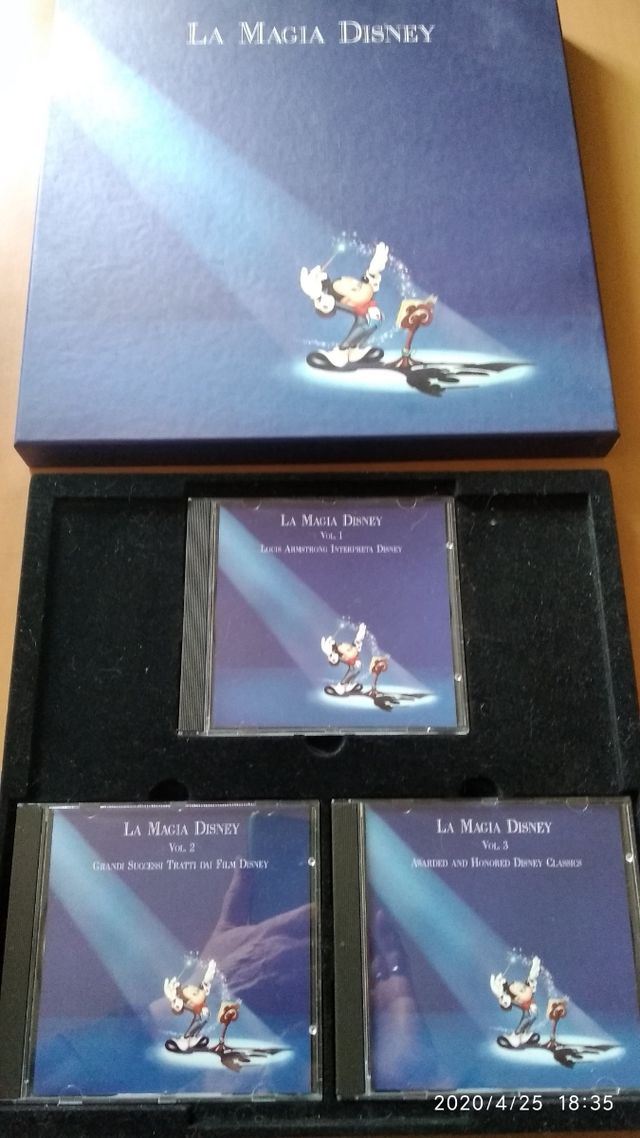 LA MAGIA DISNEY
LA MAGIA DISNEY
VOL. 1
LOUIS ARMSTRONG INTERPRETA DISNEY
LA MAGIA DISNEY
VOL. 2
GRANDI SUCCESSI TRATTI DAI FILM DISNEY
LA MAGIA DISNEY
VOL. 3
AWARDED AND HONORED DISNEY CLASSICS
2020/4/25 18:35